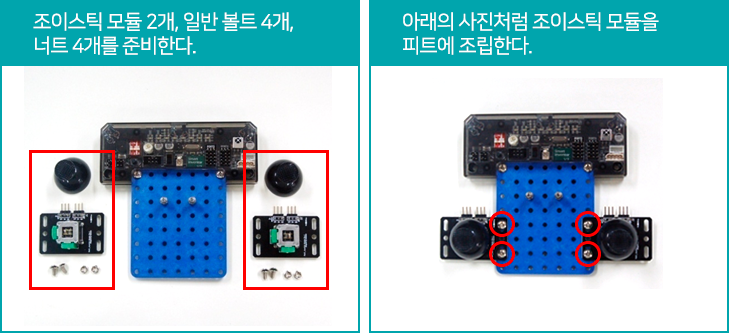 조이스틱 모듈 2개, 일반 볼트 4개,
너트 4개를 준비한다.
아래의 사진처럼 조이스틱 모듈을
피트에 조립한다.